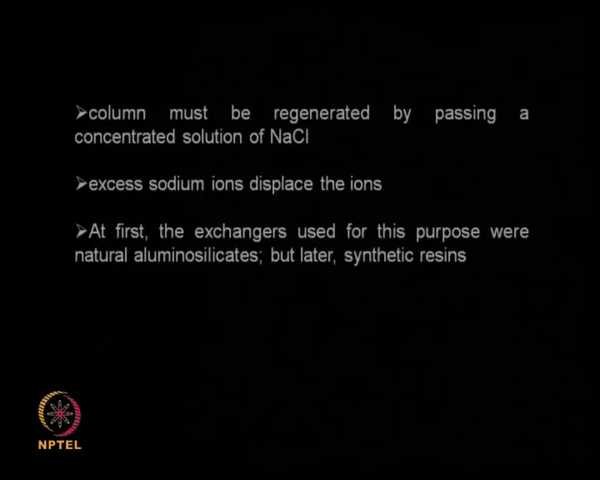 ➢column must be regenerated by passing a
concentrated solution of NaCl
➢excess sodium ions displace the ions
➢At first, the exchangers used for this purpose were
natural aluminosilicates; but later, synthetic resins
NPTEL